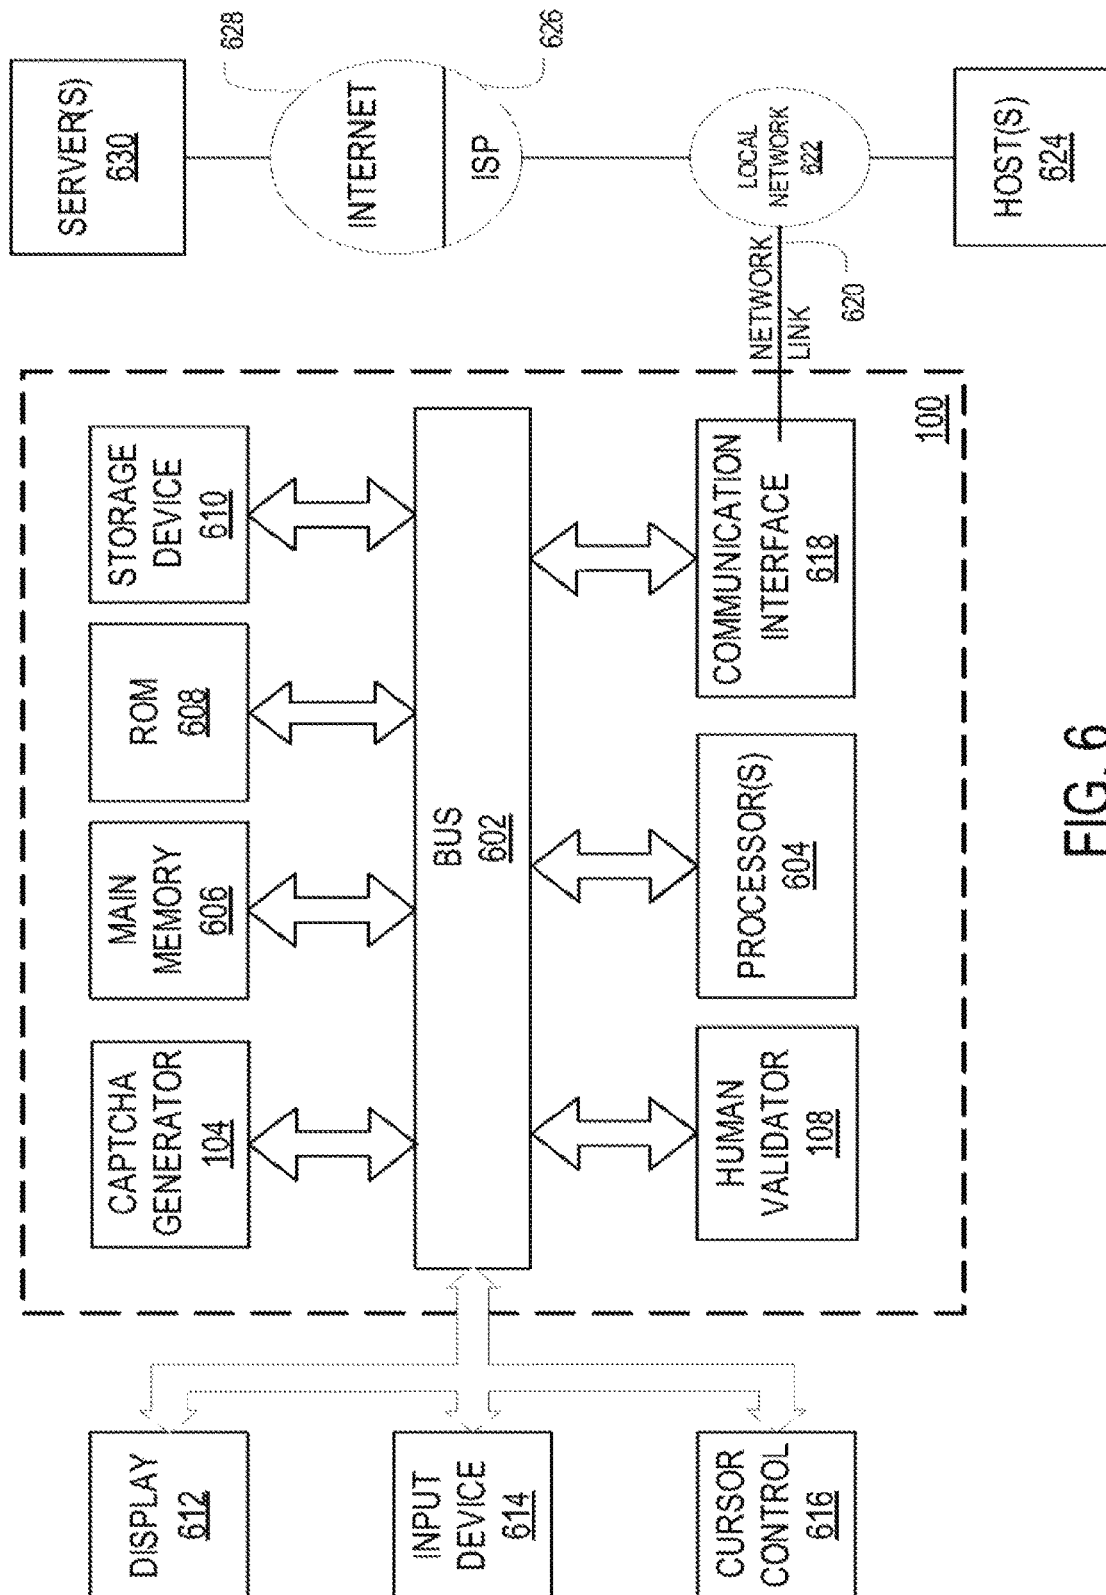 DISPLAY
612
INPUT
DEVICE
614
CURSOR
CONTROL
616
CAPTCHA
GENERATOR
104
MAIN
MEMORY
606
ROM
608
STORAGE
DEVICE
610
BUS
602
HUMAN
VALIDATOR
108
PROCESSOR(S)
604
COMMUNICATION
INTERFACE
618
100
NETWORK
LINK
620
SERVER(S)
630
628
INTERNET
ISP
626
LOCAL
NETWORK
622
HOST(S)
624
FIG. 6